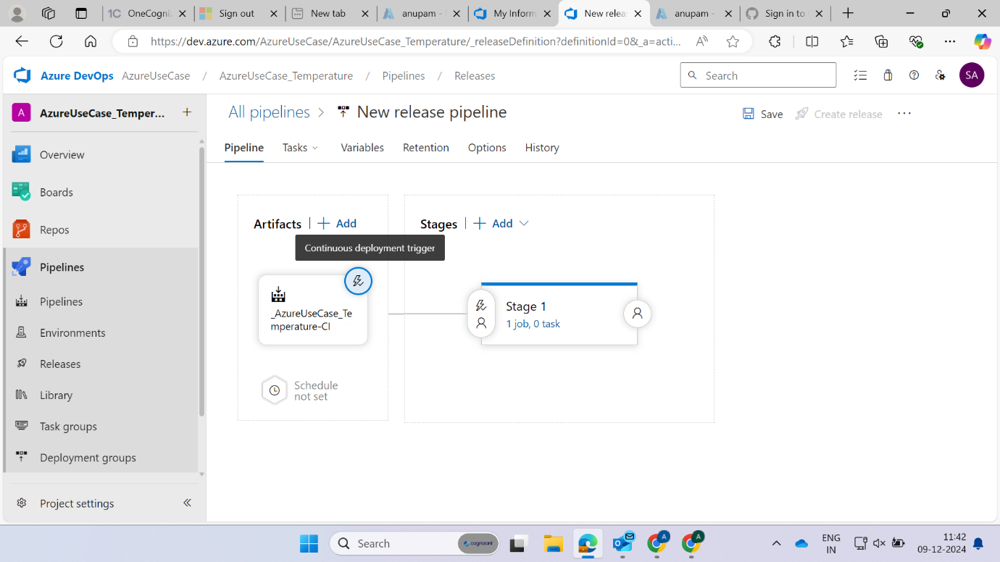 OneCogni
Sign out
New tab
anupam -
My Inform
New relea
anupam -
Sign in to
https://dev.azure.com/AzureUseCase/AzureUseCase_Temperature/_releaseDefinition?definitionId=0&_a=acti...
Azure DevOps AzureUseCase / AzureUseCase_Temperature / Pipelines / Releases
Search
SA
A AzureUseCase_Temper...
Overview
Boards
Repos
Pipelines
Pipelines
Environments
Releases
Library
Task groups
Deployment groups
Project settings
All pipelines > New release pipeline
Save
Create release
Pipeline Tasks Variables Retention Options History
Artifacts | + Add
Stages | + Add
Continuous deployment trigger
_AzureUseCase_Te
mperature-CI
Schedule
not set
Stage 1
1 job, 0 task
Search
cognizant
A
A
ENG
IN
11:42
09-12-2024